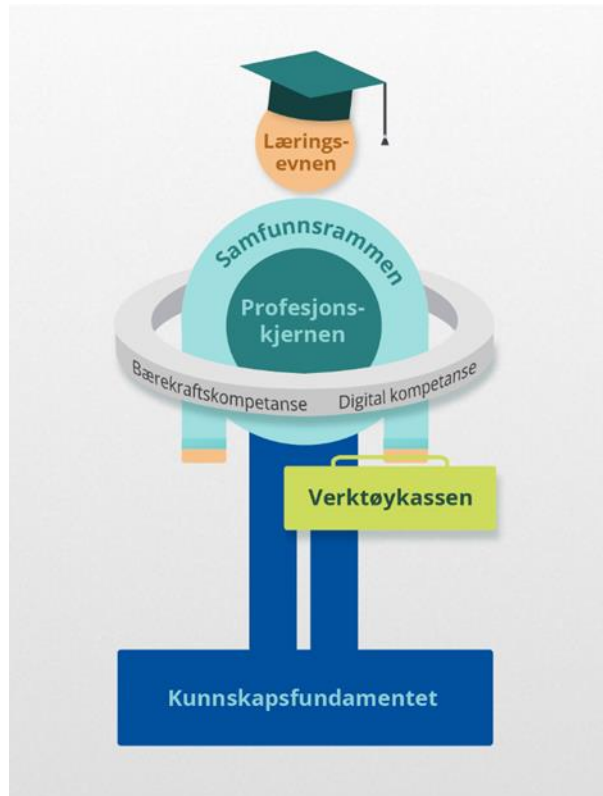 Lærings-
evnen
Samfunnsrammen
Profesjons-
kjernen
Bærekraftskompetanse Digital kompetanse
Verktøykassen
Kunnskapsfundamentet